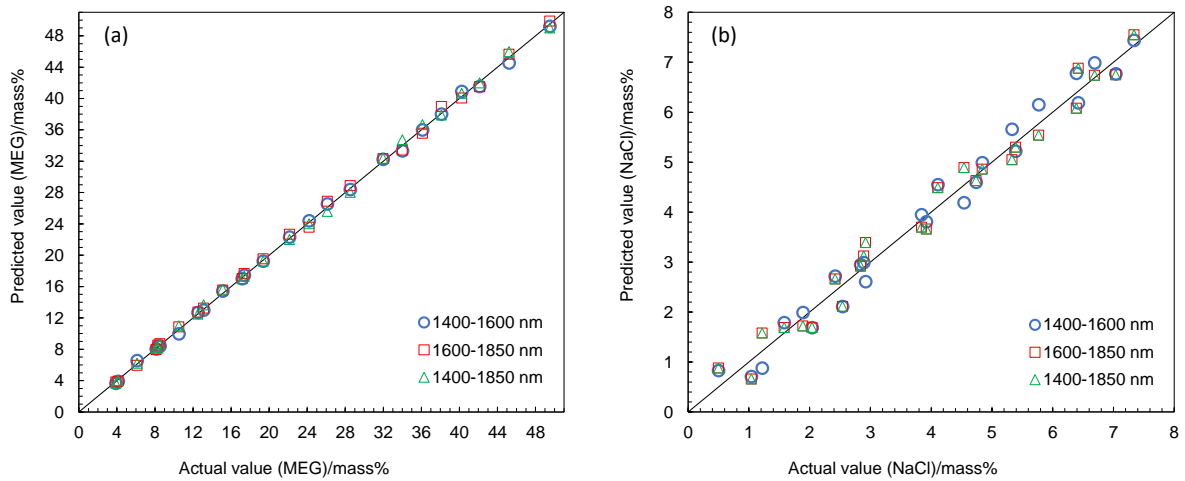 (a)
Predicted value (MEG)/mass%
48
44
40
36
32
28
24
20
16
12
8
4
0
0 4 8 12 16 20 24 28 32 36 40 44 48
Actual value (MEG)/mass%
1400-1600 nm
1600-1850 nm
1400-1850 nm
(b)
Predicted value (NaCl)/mass%
8
7
6
5
4
3
2
1
0
0 1 2 3 4 5 6 7 8
Actual value (NaCl)/mass%
1400-1600 nm
1600-1850 nm
1400-1850 nm